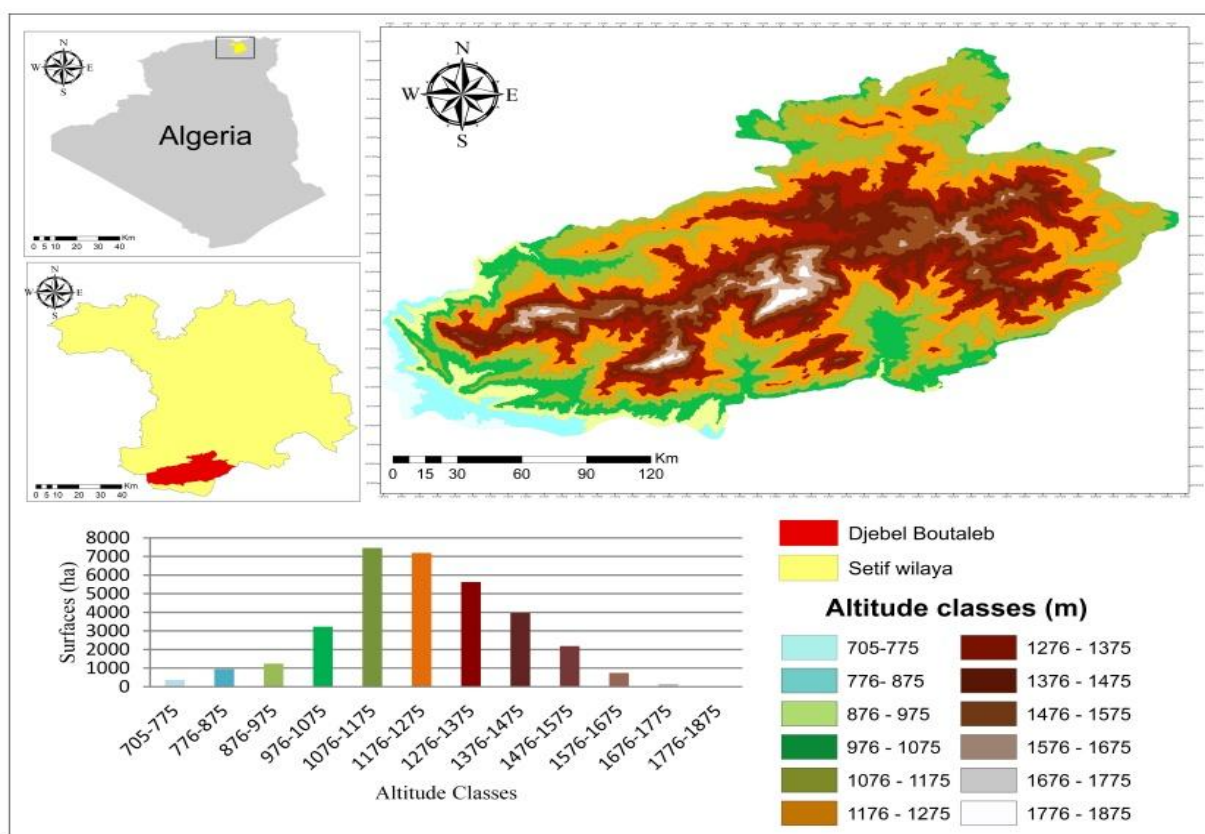 N
W E
S
Algeria
Km
0 5 10 20 30 40
N
W E
S
Km
0 5 10 20 30 40
N
W E
S
Km
0 15 30 60 90 120
Surfaces (ha)
8000
7000
6000
5000
4000
3000
2000
1000
0
705-775
776-875
876-975
976-1075
1076-1175
1176-1275
1276-1375
1376-1475
1476-1575
1576-1675
1676-1775
1776-1875
Altitude Classes
Djebel Boutaleb
Setif wilaya
Altitude classes (m)
705-775
776- 875
876 - 975
976 - 1075
1076 - 1175
1176 - 1275
1276 - 1375
1376 - 1475
1476 - 1575
1576 - 1675
1676 - 1775
1776 - 1875